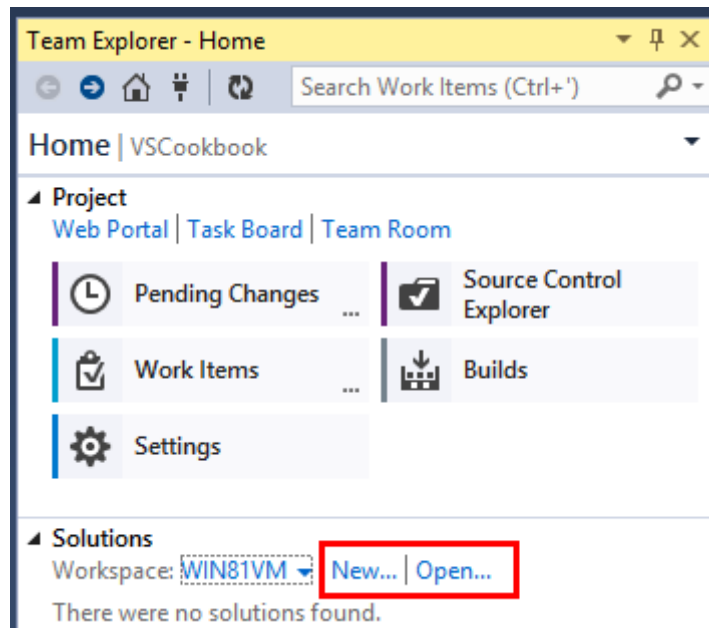 Team Explorer - Home
Search Work Items (Ctrl+')
Home | VSCookbook
Project
Web Portal | Task Board | Team Room
Pending Changes ...
Source Control
Explorer
Work Items ...
Builds
Settings
Solutions
Workspace: WIN81VM New... | Open...
There were no solutions found.